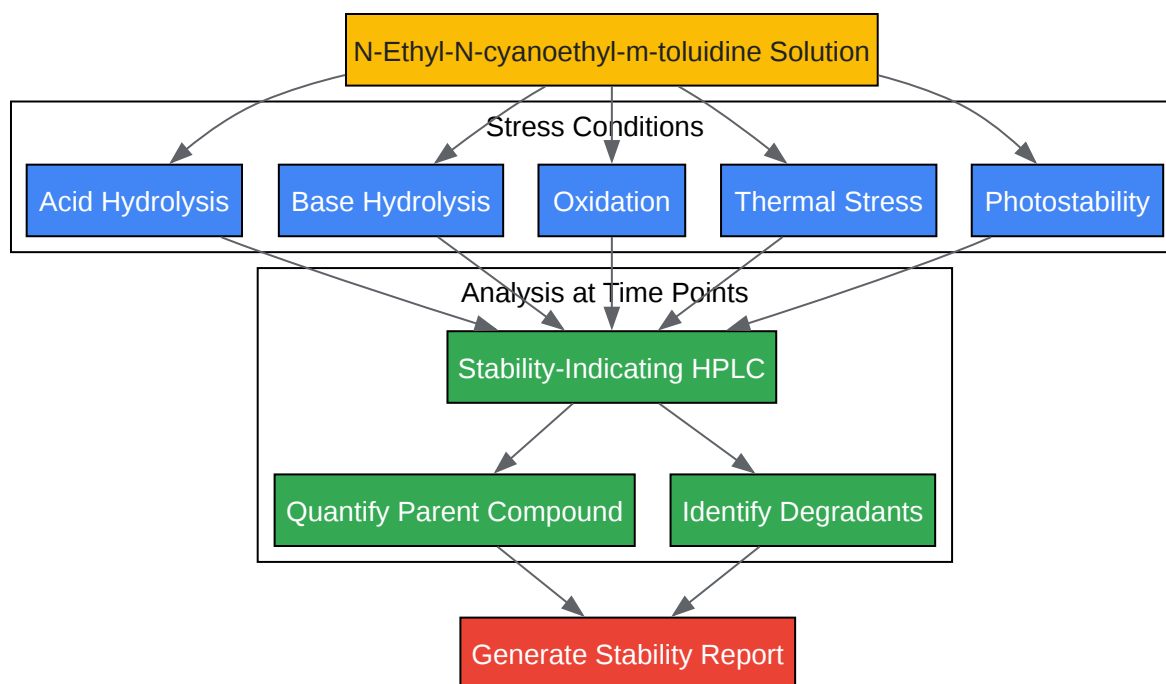 N-Ethyl-N-cyanoethyl-m-toluidine Solution
Stress Conditions
Acid Hydrolysis
Base Hydrolysis
Oxidation
Thermal Stress
Photostability
Analysis at Time Points
Stability-Indicating HPLC
Quantify Parent Compound
Identify Degradants
Generate Stability Report